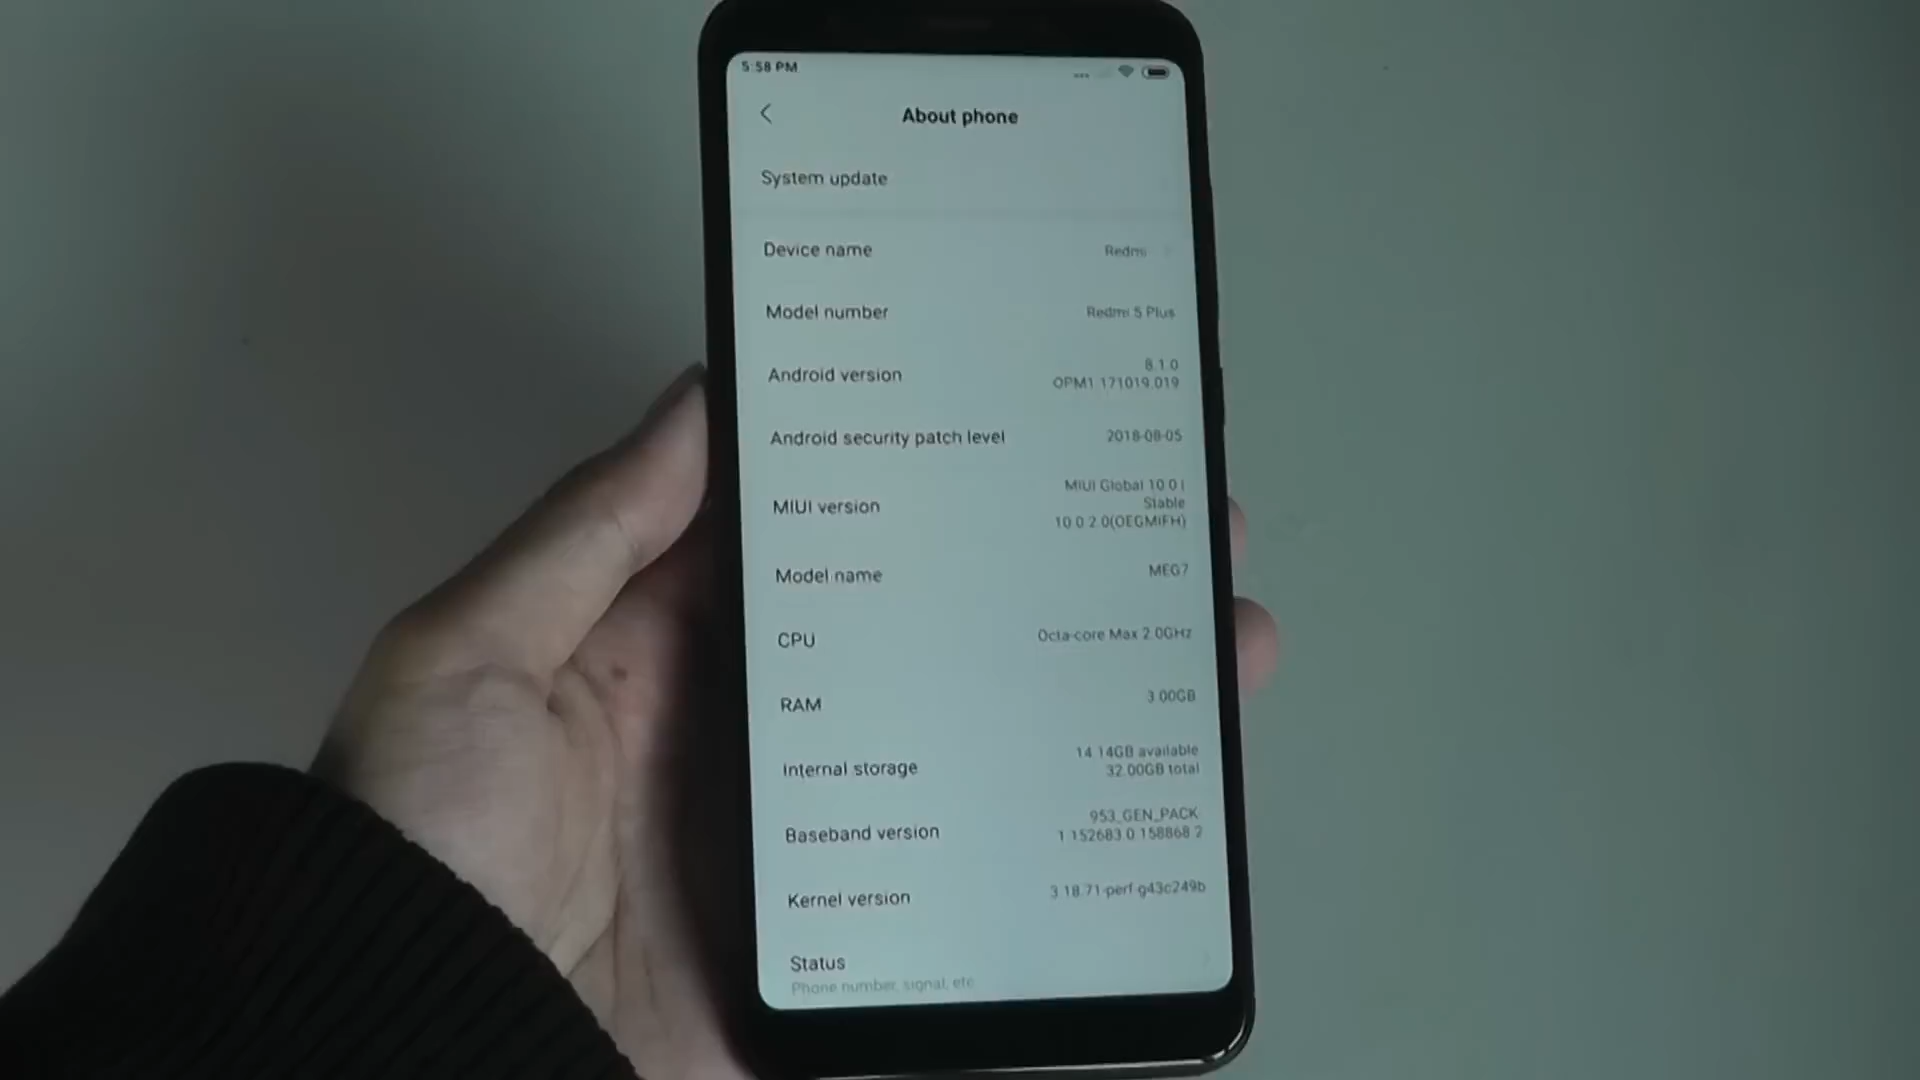 5:58 PM
About phone
System update
Device name
Redmi
Model number
Redmi 5 Plus
Android version
8.1.0
OPM1.171019.019
Android security patch level
2018-08-05
MIUI version
MIUI Global 10.0 |
Stable
10.0.2.0(OEGMIFH)
Model name
MEG7
CPU
Octa-core Max 2.0GHz
RAM
3.00GB
Internal storage
14.14GB available
32.00GB total
Baseband version
953_GEN_PACK
1.152683.0.158868.2
Kernel version
3.18.71-perf-g43c249b
Status
Phone number, signal, etc.